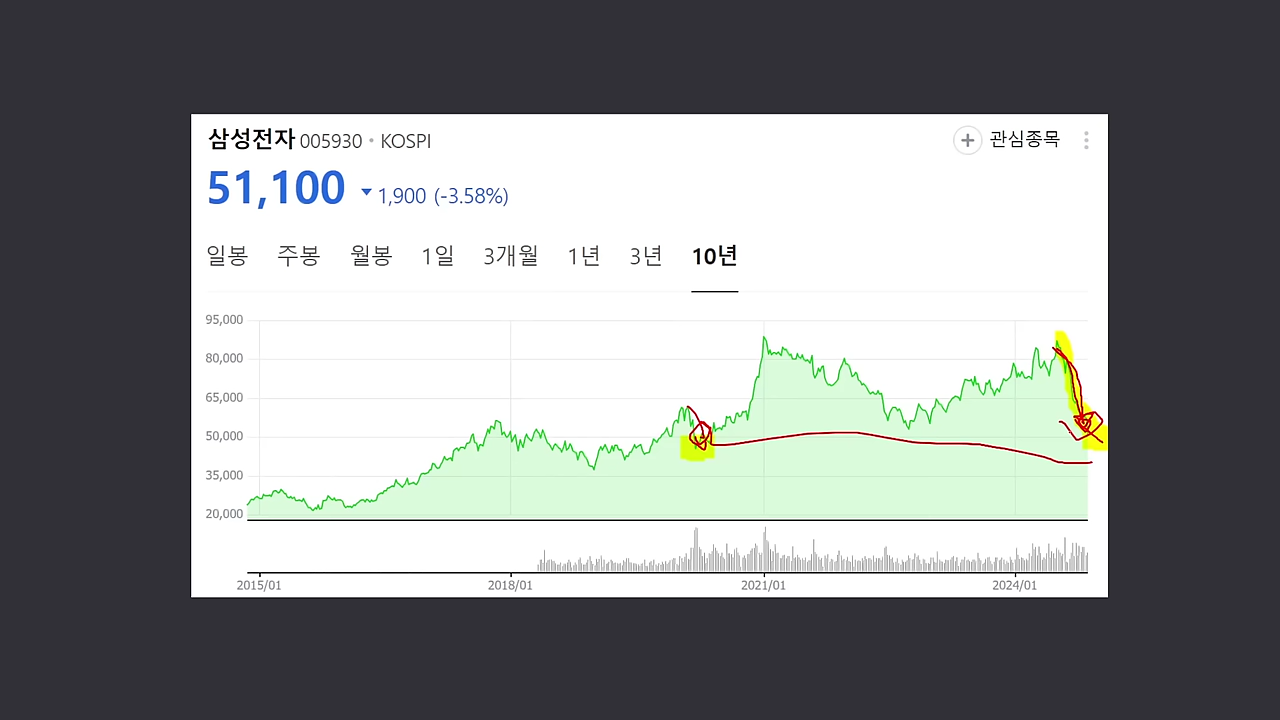 삼성전자 005930 • KOSPI
관심종목
51,100 ▼ 1,900 (-3.58%)
일봉 주봉 월봉 1일 3개월 1년 3년 10년
95,000
80,000
65,000
50,000
35,000
20,000
2015/01 2018/01 2021/01 2024/01